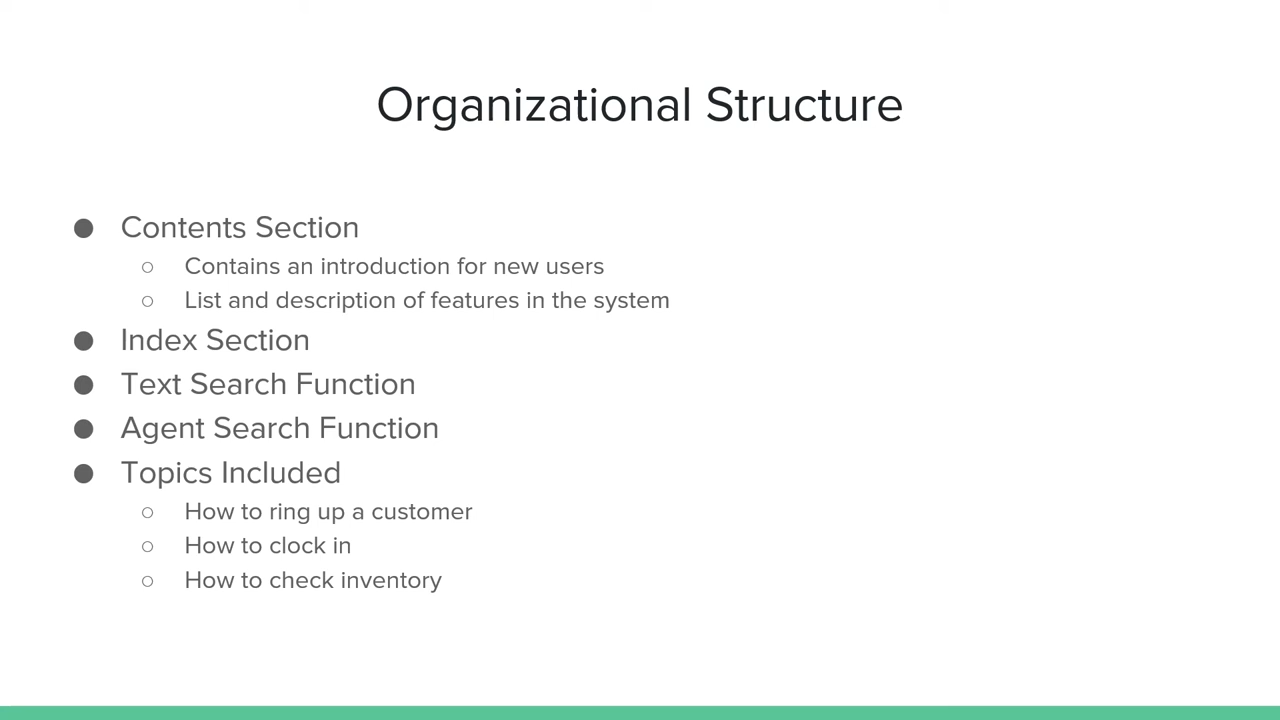 Organizational Structure
● Contents Section
○ Contains an introduction for new users
○ List and description of features in the system
● Index Section
● Text Search Function
● Agent Search Function
● Topics Included
○ How to ring up a customer
○ How to clock in
○ How to check inventory